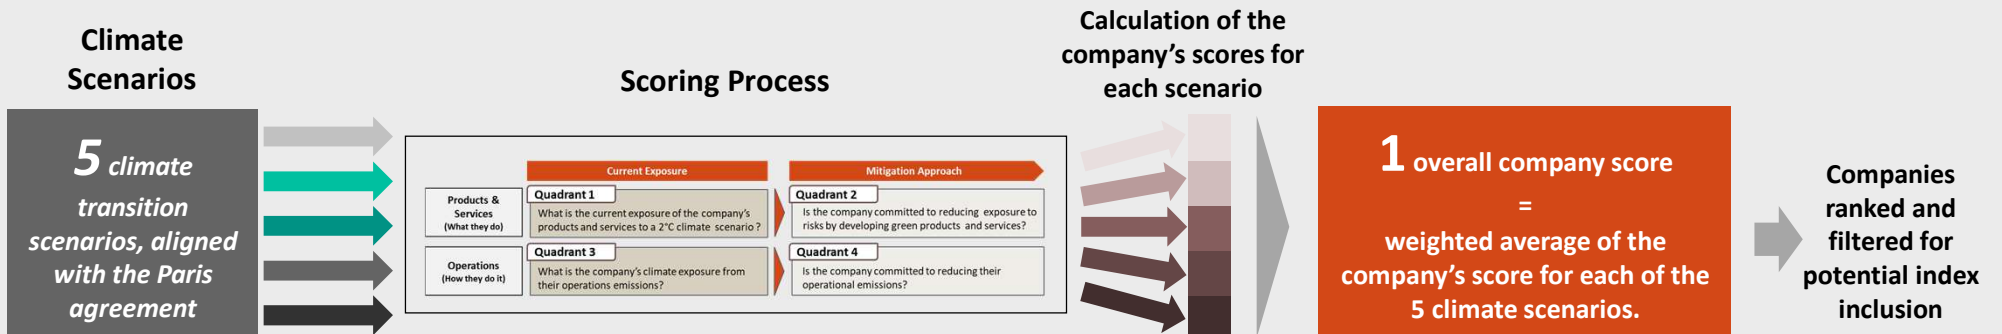 Climate
Scenarios
5 climate
transition
scenarios, aligned
with the Paris
agreement
Scoring Process
Current Exposure
Mitigation Approach
Products &
Services
(What they do)
Quadrant 1
What is the current exposure of the company's
products and services to a 2°C climate scenario ?
Quadrant 2
Is the company committed to reducing exposure to
risks by developing green products and services?
Operations
(How they do it)
Quadrant 3
What is the company's climate exposure from
their operations emissions?
Quadrant 4
Is the company committed to reducing their
operational emissions?
Calculation of the
company's scores for
each scenario
1 overall company score
=
weighted average of the
company's score for each of the
5 climate scenarios.
Companies
ranked and
filtered for
potential index
inclusion